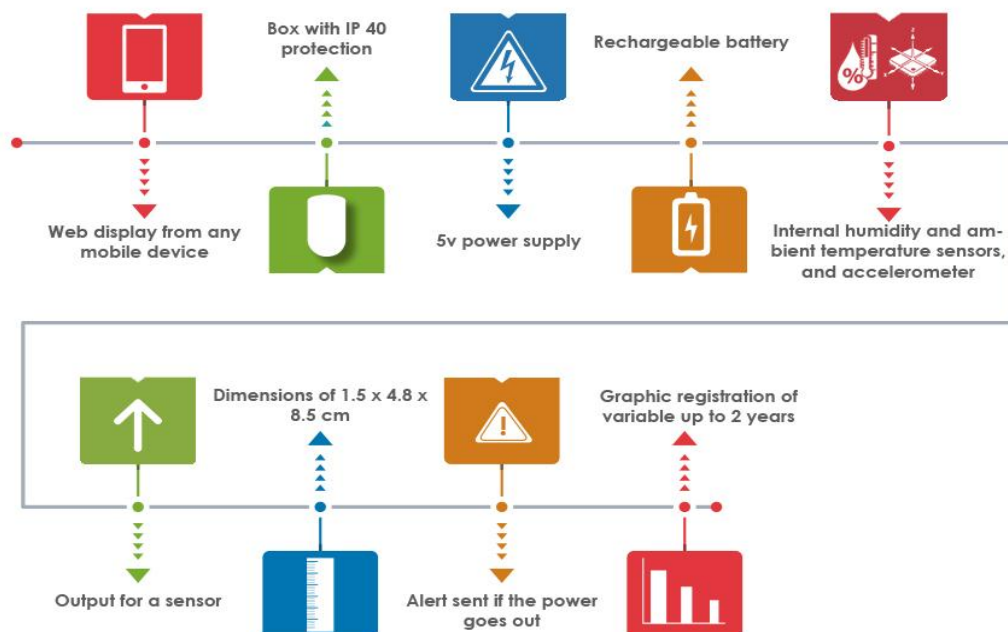 Box with IP 40
protection
Rechargeable battery
%
Z
X
Y
Web display from any
mobile device
5v power supply
Internal humidity and am-
bient temperature sensors,
and accelerometer
Dimensions of 1.5 x 4.8 x
8.5 cm
Graphic registration of
variable up to 2 years
!
Output for a sensor
Alert sent if the power
goes out